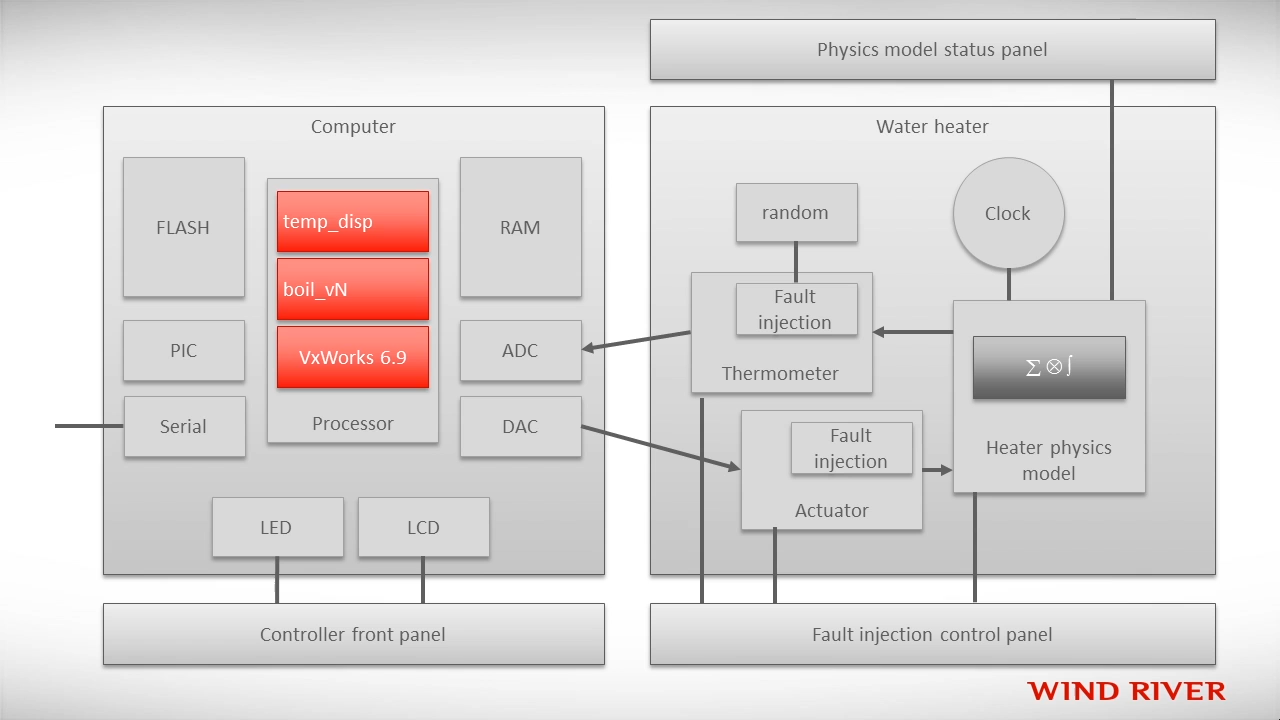 Physics model status panel
Computer
FLASH
temp_disp
boil_vN
VxWorks 6.9
Processor
RAM
PIC
Serial
ADC
DAC
LED
LCD
Controller front panel
Water heater
random
Clock
Fault
injection
Thermometer
Fault
injection
Actuator
∑⊗∫
Heater physics
model
Fault injection control panel
WIND RIVER